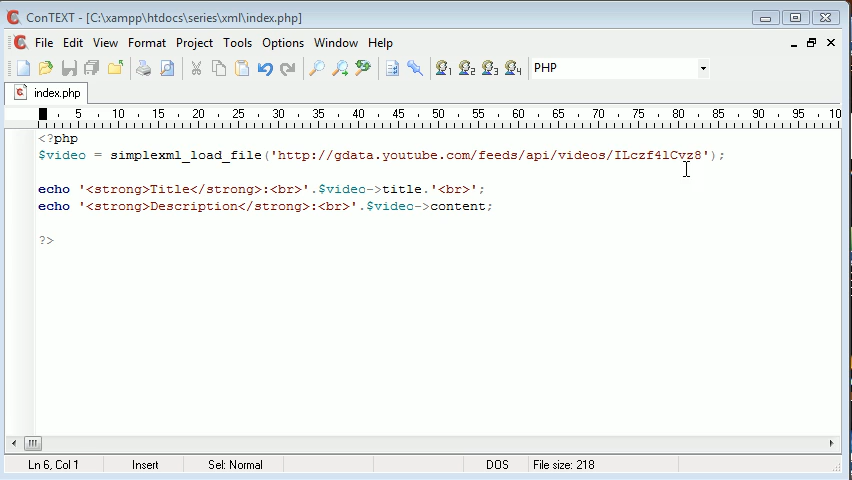 ConTEXT - [C:\xampp\htdocs\series\xml\index.php]
File Edit View Format Project Tools Options Window Help
1 2 3 4 PHP
index.php
5 10 15 20 25 30 35 40 45 50 55 60 65 70 75 80 85 90 95 10
<?php
$video = simplexml_load_file('http://gdata.youtube.com/feeds/api/videos/ILczf4lCvz8');
echo '<strong>Title</strong>:<br>'.$video->title.'<br>';
echo '<strong>Description</strong>:<br>'.$video->content;
?>
Ln 6, Col 1 Insert Sel: Normal DOS File size: 218